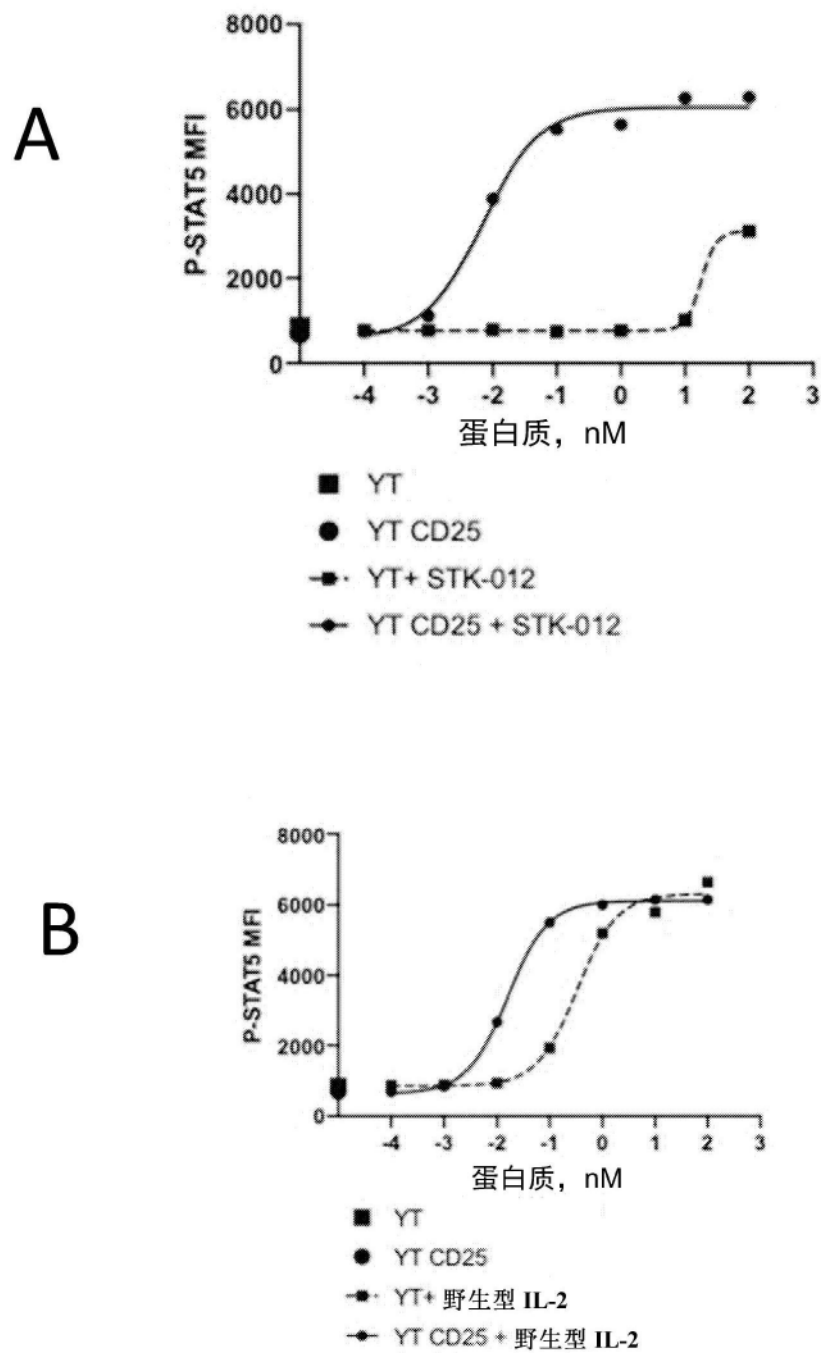 A
P-STAT5 MFI
8000
6000
4000
2000
0
-4 -3 -2 -1 0 1 2 3
蛋白质，nM
YT
YT CD25
YT+ STK-012
YT CD25 + STK-012
B
P-STAT5 MFI
8000
6000
4000
2000
0
-4 -3 -2 -1 0 1 2 3
蛋白质，nM
YT
YT CD25
YT+ 野生型 IL-2
YT CD25 + 野生型 IL-2